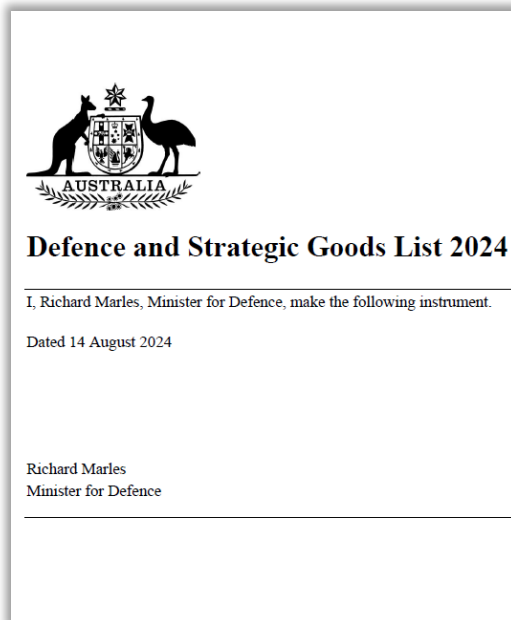 AUSTRALIA
Defence and Strategic Goods List 2024
I, Richard Marles, Minister for Defence, make the following instrument.
Dated 14 August 2024
Richard Marles
Minister for Defence